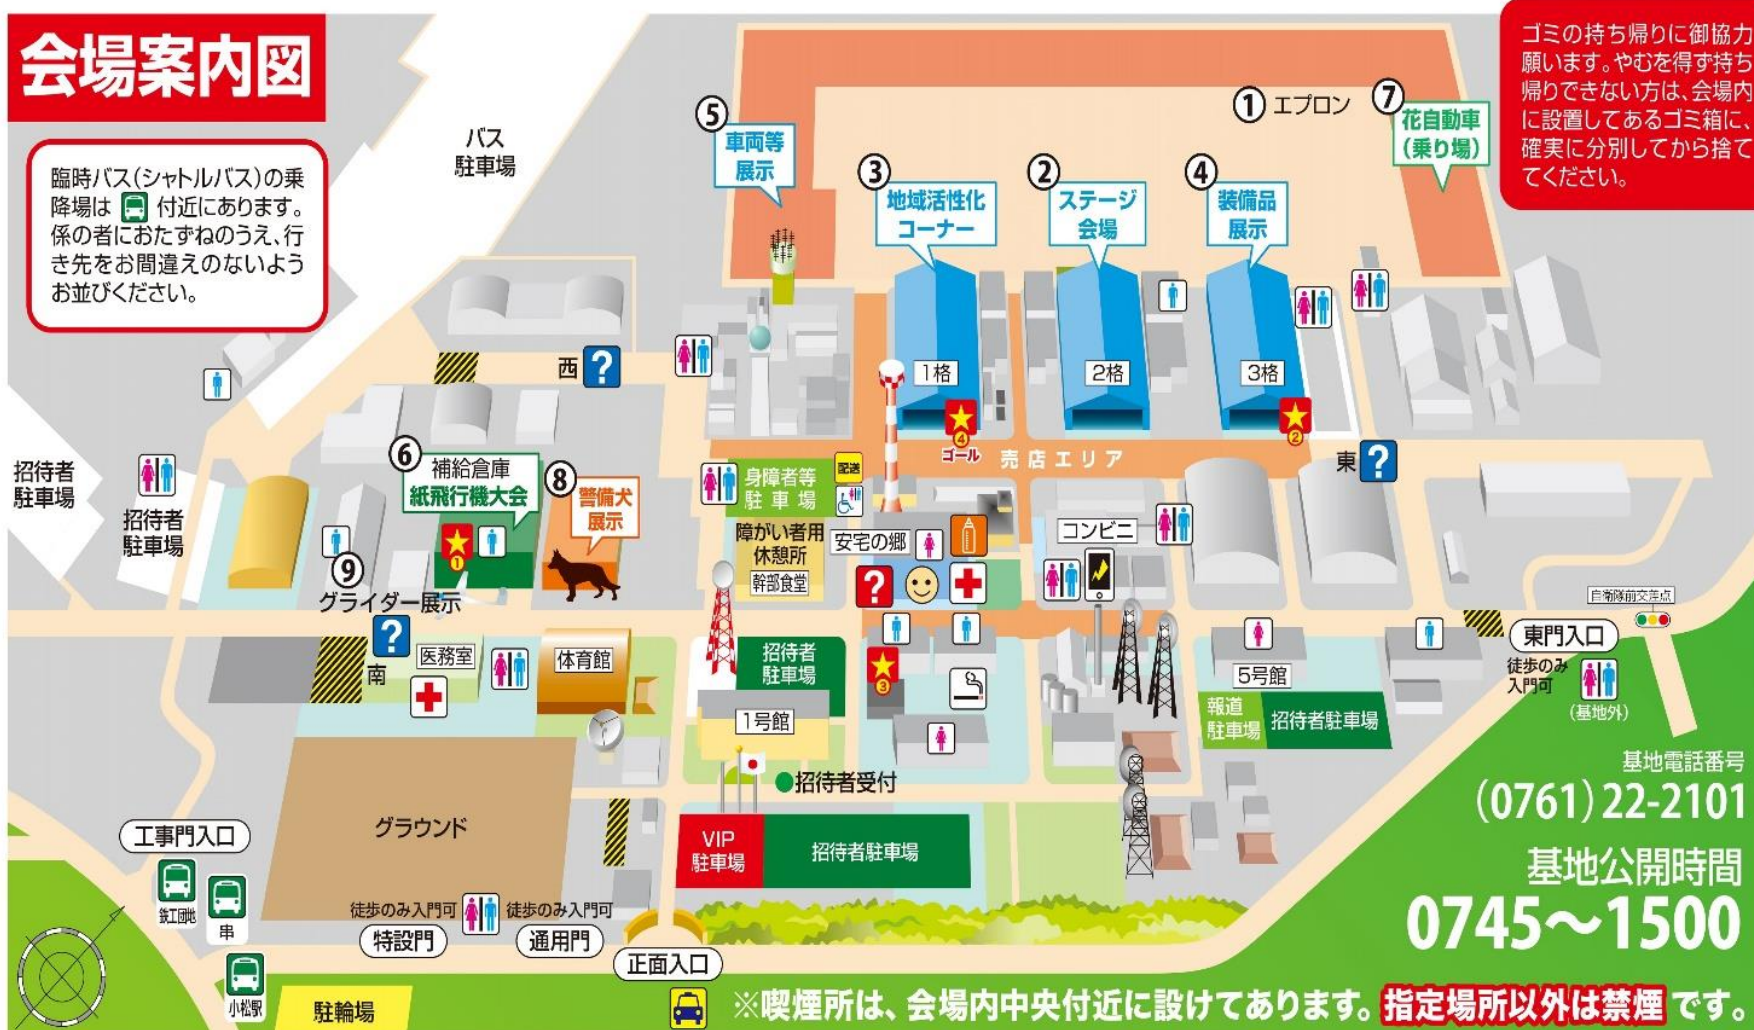 会場案内図
臨時バス(シャトルバス)の乗
降場は 付近にあります。
係の者におたずねのうえ、行
き先をお間違えのないよう
お並びください。
ゴミの持ち帰りに御協力
願います。やむを得ず持ち
帰りできない方は、会場内
に設置してあるゴミ箱に、
確実に分別してから捨て
てください。
バス
駐車場
① エプロン
⑦
花自動車
(乗り場)
⑤
車両等
展示
③
地域活性化
コーナー
②
ステージ
会場
④
装備品
展示
西 ?
1格
2格
3格
④
ゴール
②
売店エリア
東 ?
招待者
駐車場
招待者
駐車場
⑥
補給倉庫
紙飛行機大会
①
⑧
警備犬
展示
身障者等
駐車場
配送
障がい者用
休憩所
幹部食堂
安宅の郷
?
コンビニ
⑨
グライダー展示
?
南
医務室
体育館
招待者
駐車場
③
1号館
5号館
報道
駐車場
招待者駐車場
自衛隊前交差点
東門入口
徒歩のみ
入門可
(基地外)
招待者受付
グラウンド
VIP
駐車場
招待者駐車場
工事門入口
鉄工団地
串
小松駅
徒歩のみ入門可
特設門
徒歩のみ入門可
通用門
正面入口
駐輪場
基地電話番号
(0761)22-2101
基地公開時間
0745〜1500
※喫煙所は、会場内中央付近に設けてあります。指定場所以外は禁煙です。